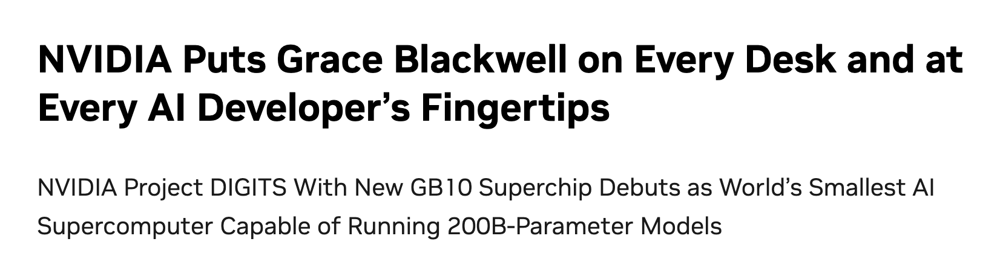 NVIDIA Puts Grace Blackwell on Every Desk and at
Every AI Developer’s Fingertips
NVIDIA Project DIGITS With New GB10 Superchip Debuts as World’s Smallest AI
Supercomputer Capable of Running 200B-Parameter Models